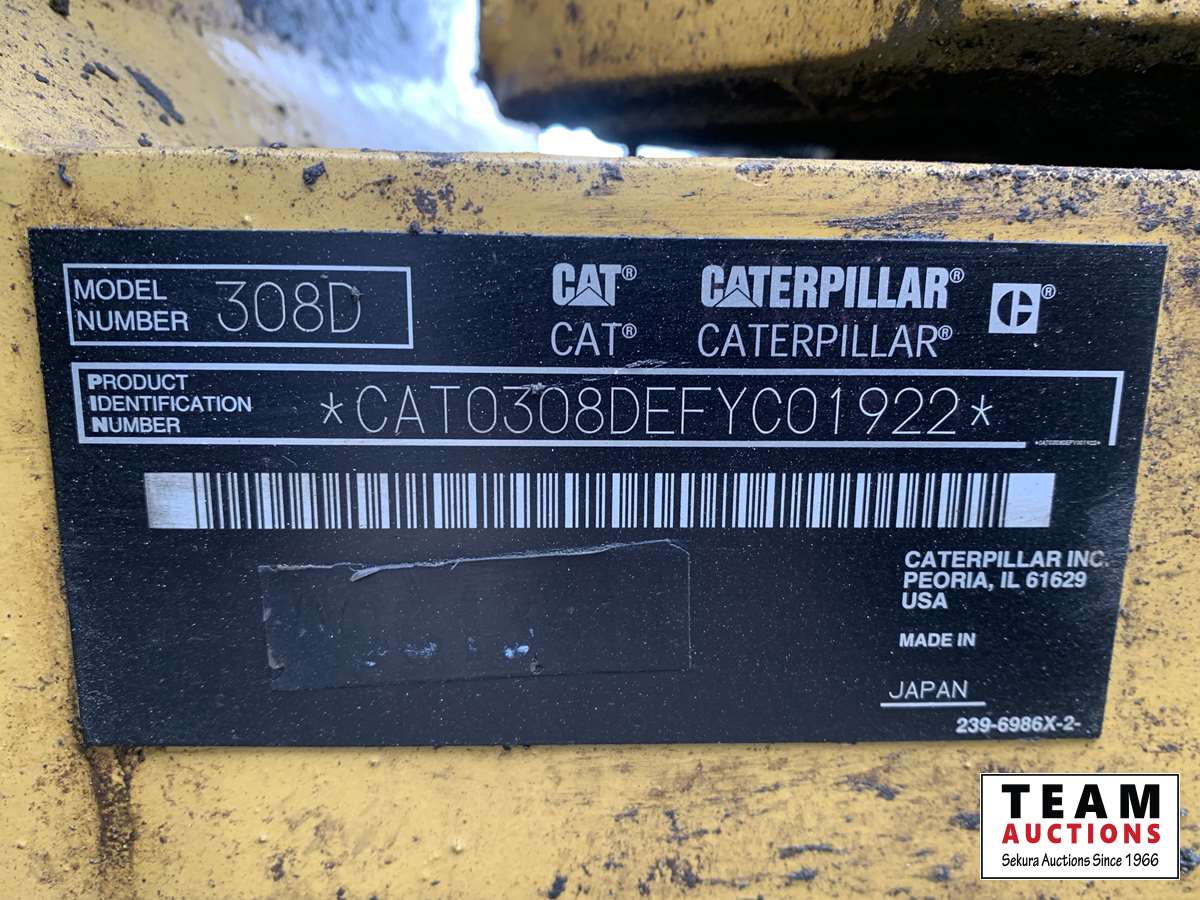 MODEL NUMBER 308D
CAT® CATERPILLAR® C®
CAT® CATERPILLAR®
PRODUCT
IDENTIFICATION
NUMBER
*CAT0308DEFYC01922*
*CAT0308DEFYC01922*
CATERPILLAR INC.
PEORIA, IL 61629
USA
MADE IN
JAPAN
239-6986X-2-
TEAM
AUCTIONS
Sekura Auctions Since 1966